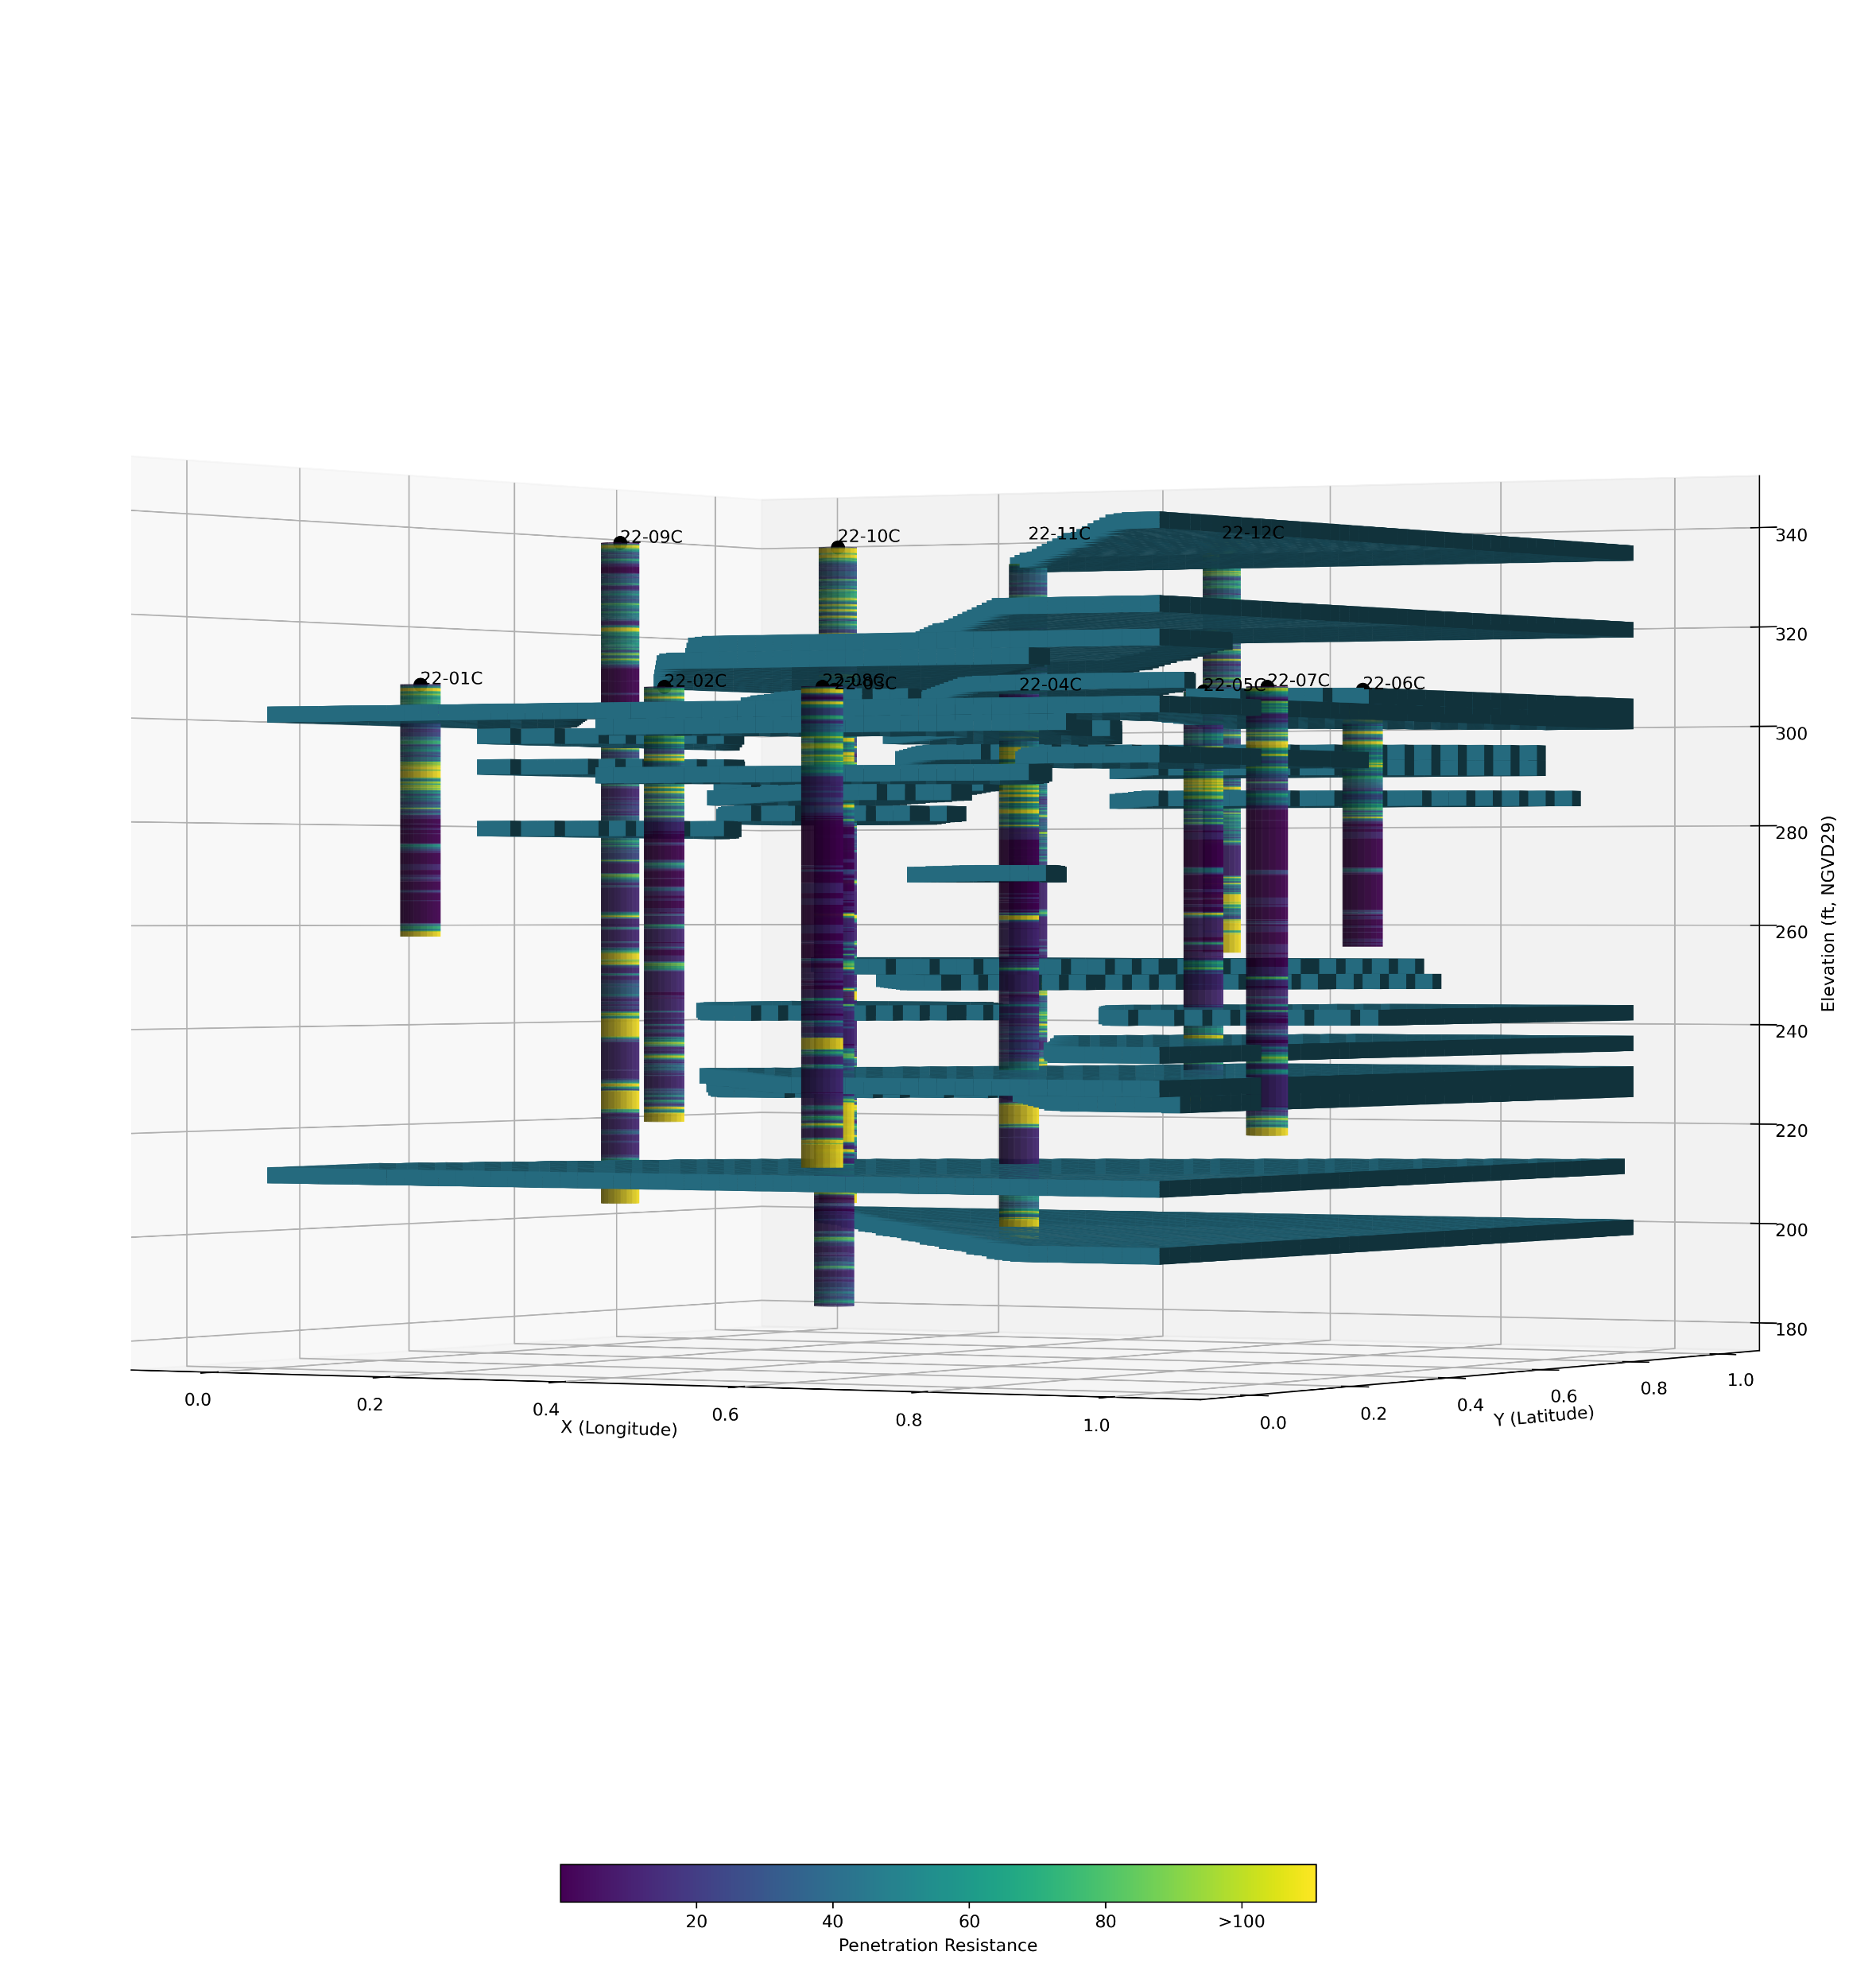 22-09C
22-10C
22-11C
22-12C
22-01C
22-02C
22-08C
22-04C
22-05C
22-07C
22-06C
340
320
300
280
260
240
220
200
180
Elevation (ft, NGVD29)
0.0
0.2
0.4
0.6
0.8
1.0
X (Longitude)
0.0
0.2
0.4
0.6
0.8
1.0
Y (Latitude)
20
40
60
80
>100
Penetration Resistance